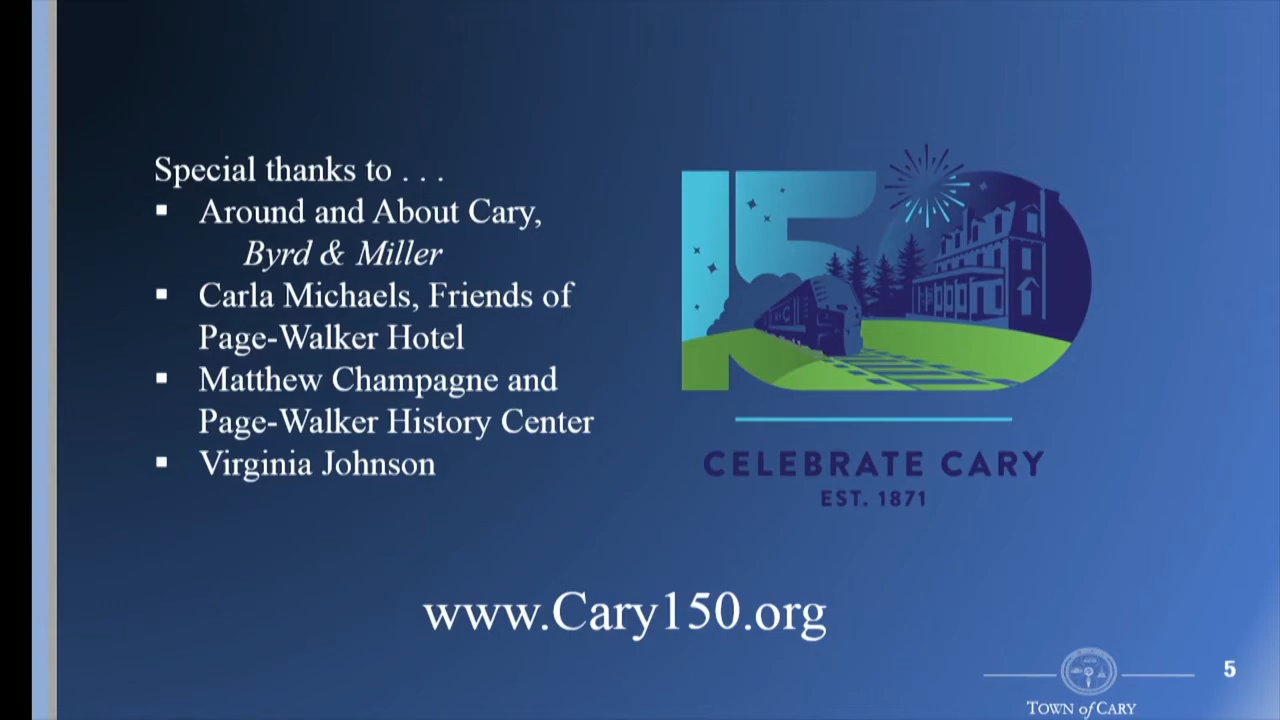 Special thanks to . . .
▪ Around and About Cary,
Byrd & Miller
▪ Carla Michaels, Friends of
Page-Walker Hotel
▪ Matthew Champagne and
Page-Walker History Center
▪ Virginia Johnson
150
CELEBRATE CARY
EST. 1871
www.Cary150.org
TOWN of CARY
5